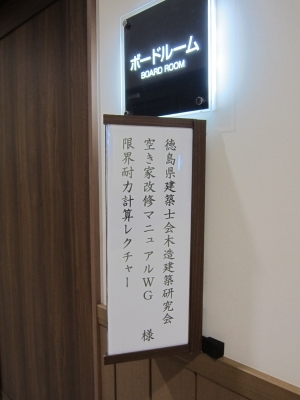 ボードルーム
BOARD ROOM
徳島県建築士会木造建築研究会
空き家改修マニュアルWG 様
限界耐力計算レクチャー